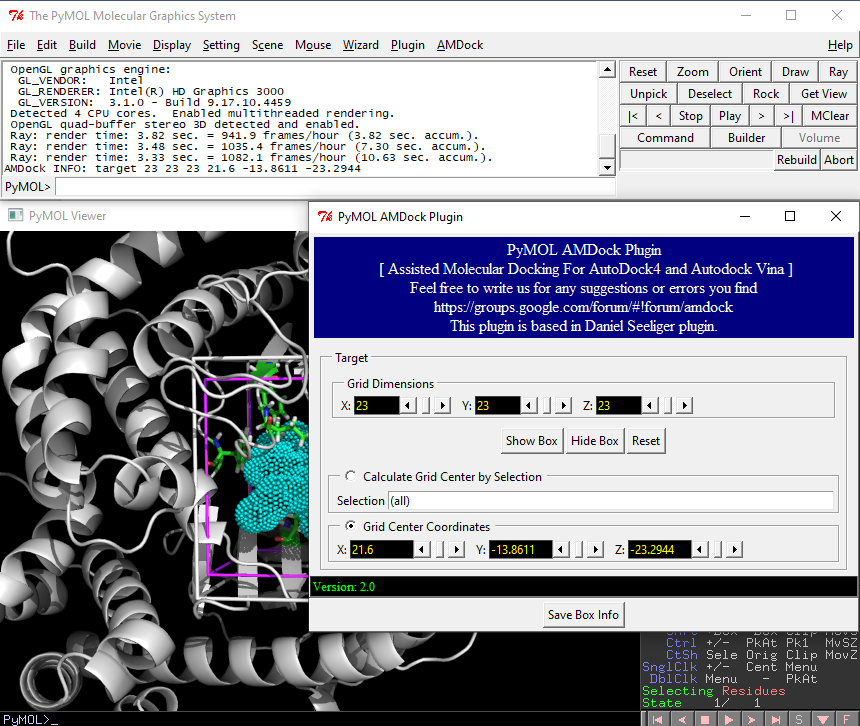 The PyMOL Molecular Graphics System
File Edit Build Movie Display Setting Scene Mouse Wizard Plugin AMDock Help
OpenGL graphics engine:
GL_VENDOR: Intel
GL_RENDERER: Intel(R) HD Graphics 3000
GL_VERSION: 3.1.0 - Build 9.17.10.4459
Detected 4 CPU cores. Enabled multithreaded rendering.
OpenGL quad-buffer stereo 3D detected and enabled.
Ray: render time: 3.82 sec. = 941.9 frames/hour (3.82 sec. accum.).
Ray: render time: 3.48 sec. = 1035.4 frames/hour (7.30 sec. accum.).
Ray: render time: 3.33 sec. = 1082.1 frames/hour (10.63 sec. accum.).
AMDock INFO: target 23 23 23 21.6 -13.8611 -23.2944
PyMOL>
Reset Zoom Orient Draw Ray
Unpick Deselect Rock Get View
|< < Stop Play > >| MClear
Command Builder Volume
Rebuild Abort
PyMOL Viewer
PyMOL AMDock Plugin
PyMOL AMDock Plugin
[ Assisted Molecular Docking For AutoDock4 and Autodock Vina ]
Feel free to write us for any suggestions or errors you find
https://groups.google.com/forum/#!forum/amdock
This plugin is based in Daniel Seeliger plugin.
Target
Grid Dimensions
X: 23 Y: 23 Z: 23
Show Box Hide Box Reset
Calculate Grid Center by Selection
Selection (all)
Grid Center Coordinates
X: 21.6 Y: -13.8611 Z: -23.2944
Version: 2.0
Save Box Info
Ctrl +/- PkAt Pk1 MvSZ
CtSh Sele Orig Clip MovZ
SnglClk +/- Cent Menu
DblClk Menu - PkAt
Selecting Residues
State 1/ 1
PyMOL>_
S F